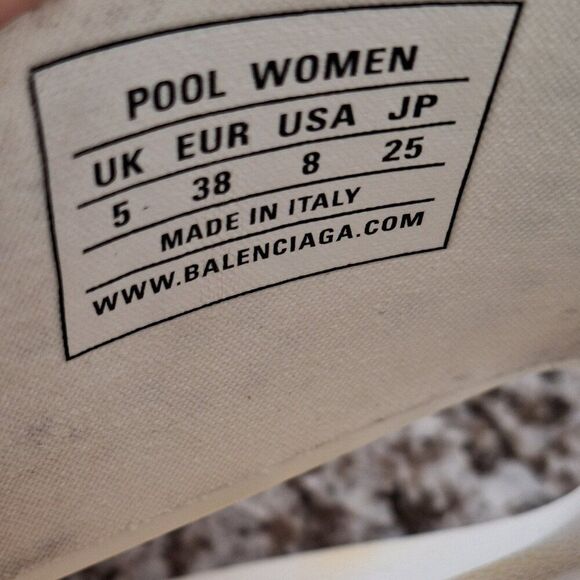 POOL WOMEN
UK EUR USA JP
5 38 8 25
MADE IN ITALY
WWW.BALENCIAGA.COM